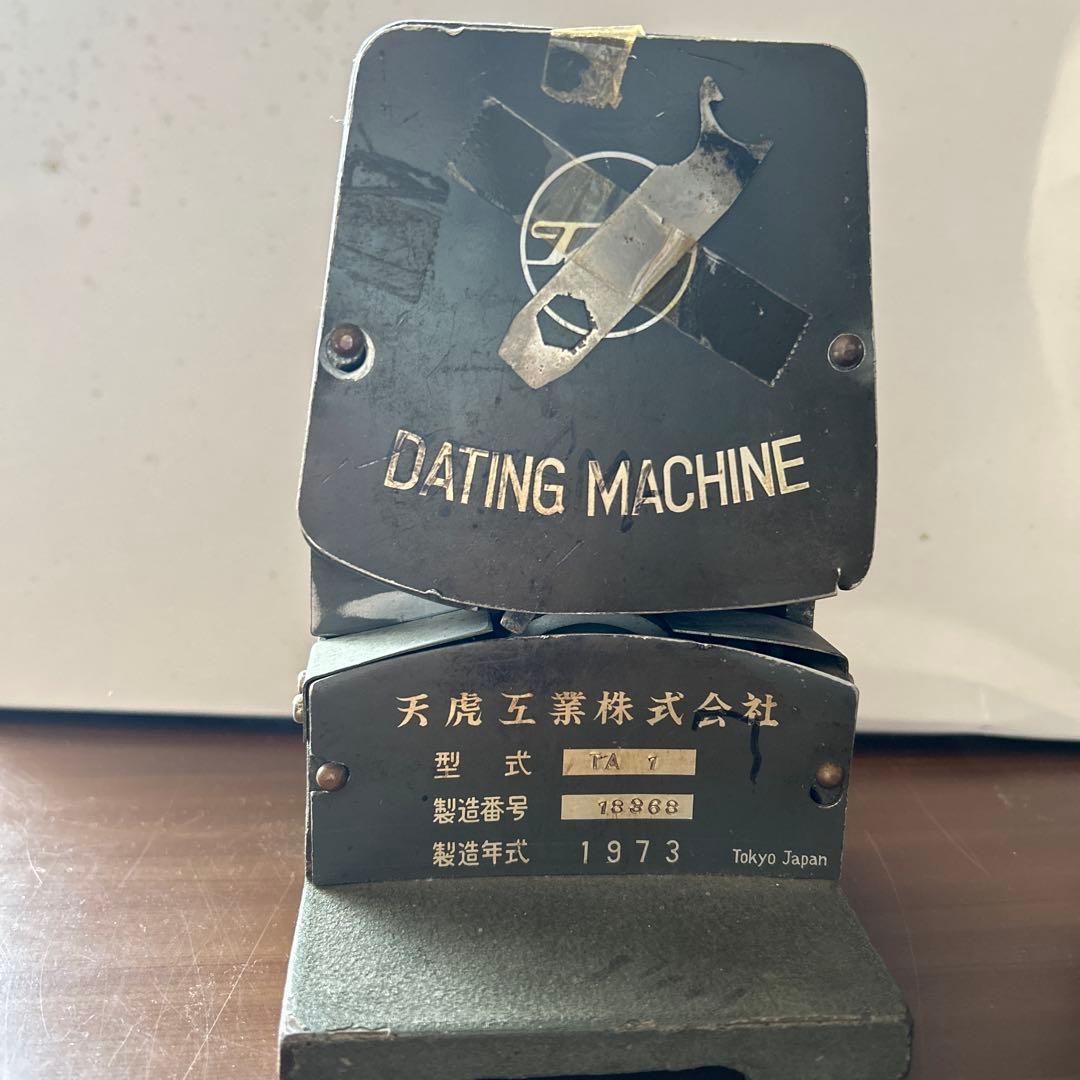 DATING MACHINE
天虎工業株式会社
型 式 TA 1
製造番号 18368
製造年式 1973
Tokyo Japan